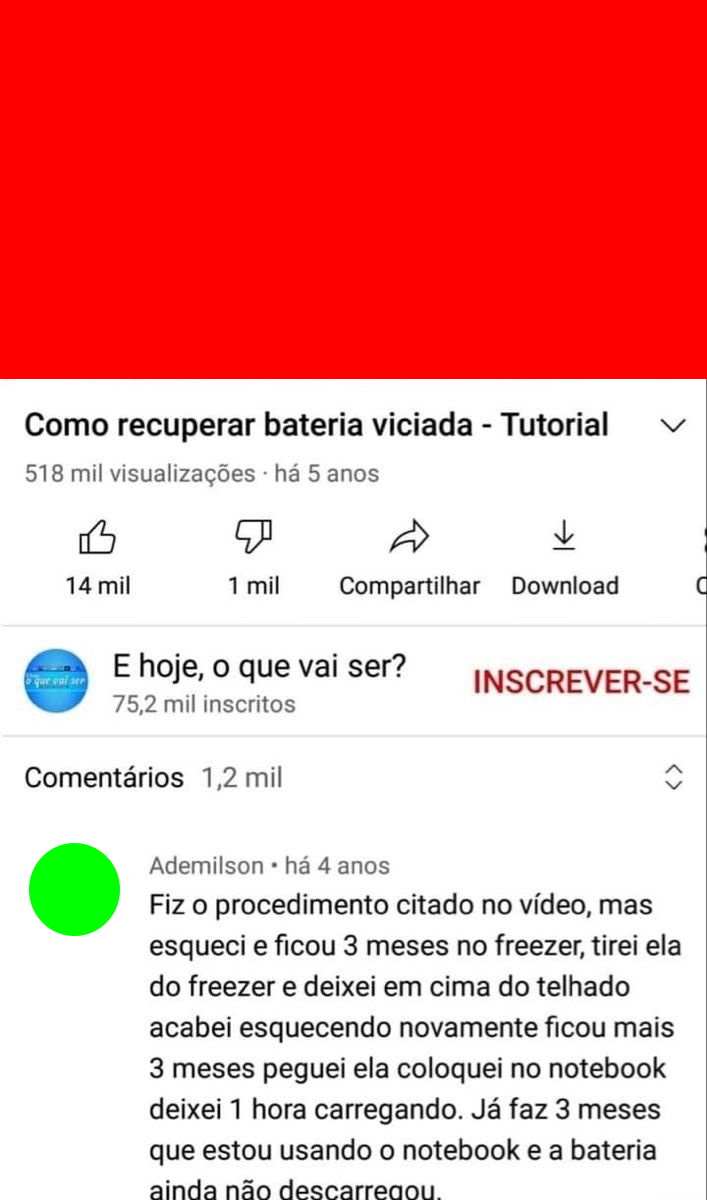 Como recuperar bateria viciada - Tutorial
518 mil visualizações · há 5 anos
14 mil
1 mil
Compartilhar
Download
o que vai ser
E hoje, o que vai ser?
75,2 mil inscritos
INSCREVER-SE
Comentários 1,2 mil
Ademilson • há 4 anos
Fiz o procedimento citado no vídeo, mas
esqueci e ficou 3 meses no freezer, tirei ela
do freezer e deixei em cima do telhado
acabei esquecendo novamente ficou mais
3 meses peguei ela coloquei no notebook
deixei 1 hora carregando. Já faz 3 meses
que estou usando o notebook e a bateria
ainda não descarregou.